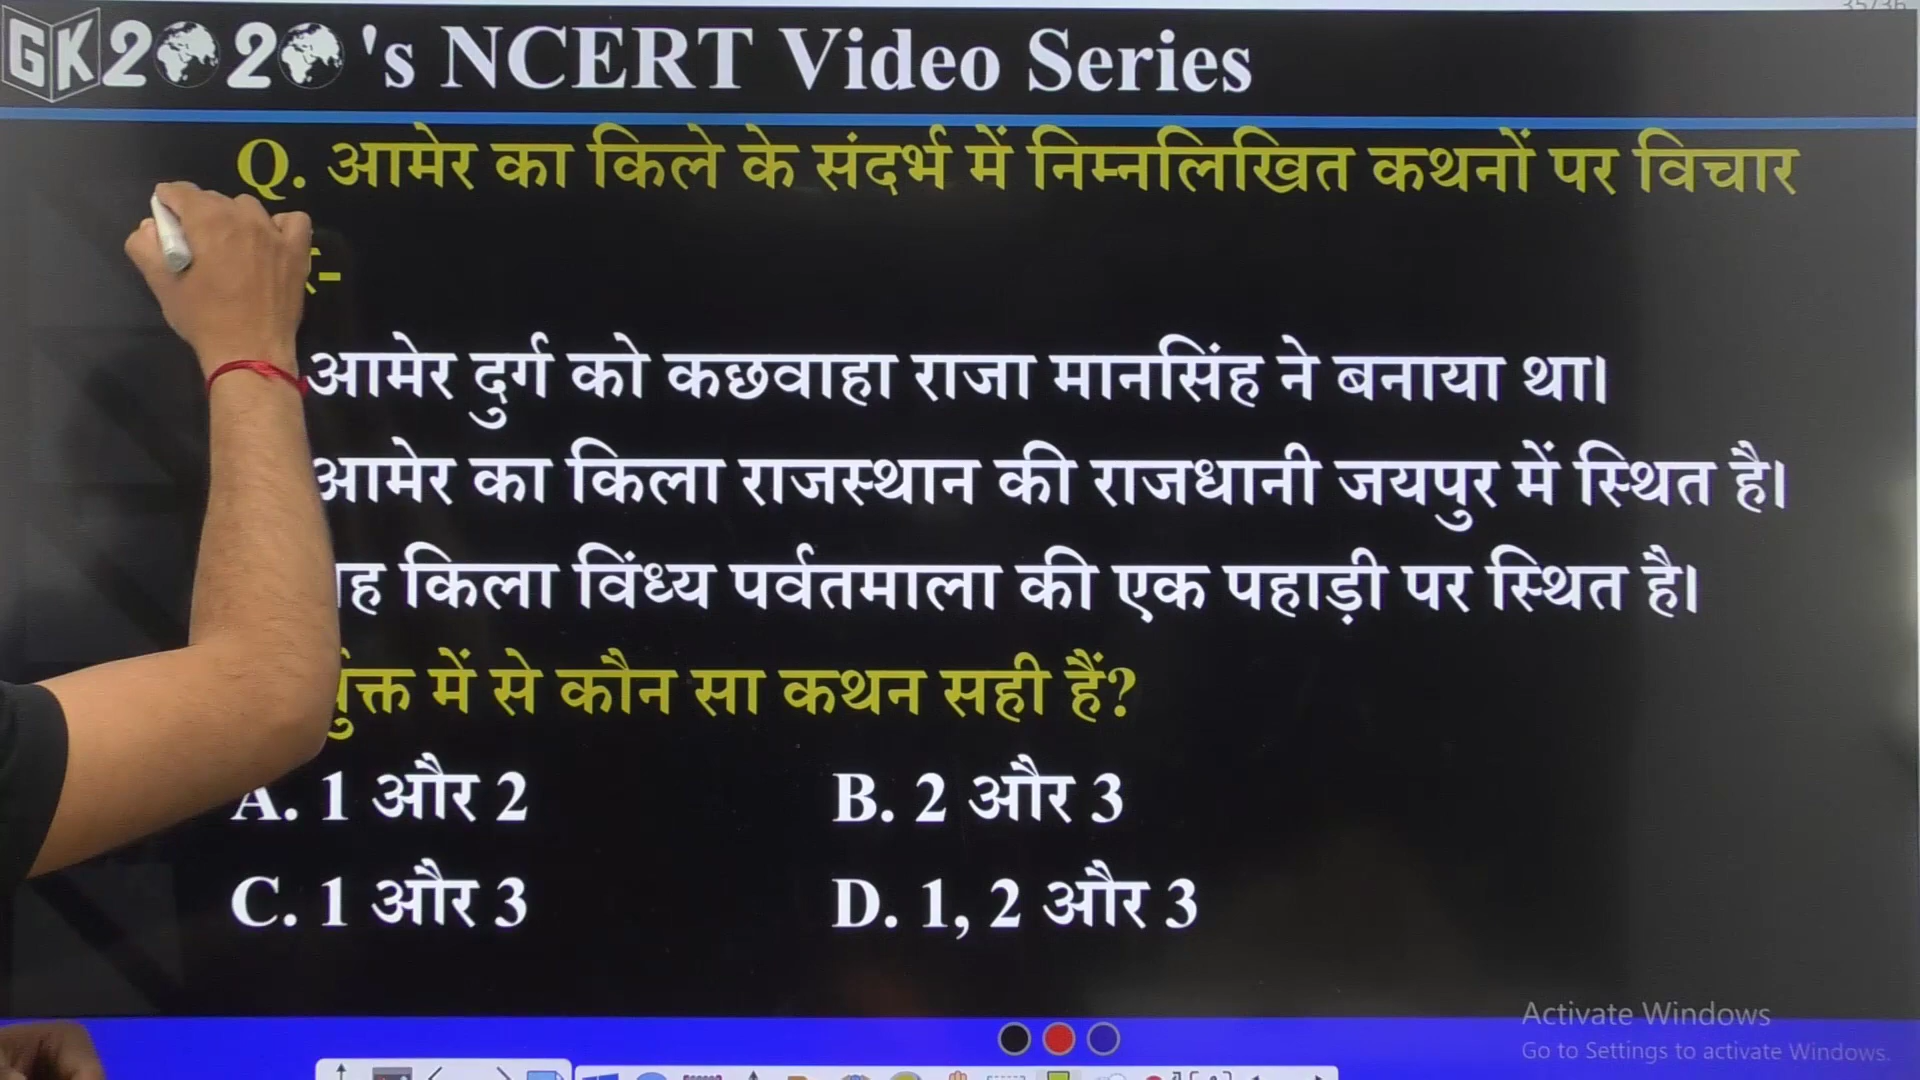 GK2020's NCERT Video Series
Q. आमेर का किले के संदर्भ में निम्नलिखित कथनों पर विचार
आमेर दुर्ग को कछवाहा राजा मानसिंह ने बनाया था।
आमेर का किला राजस्थान की राजधानी जयपुर में स्थित है।
किला विंध्य पर्वतमाला की एक पहाड़ी पर स्थित है।
में से कौन सा कथन सही हैं?
A. 1 और 2 B. 2 और 3
C. 1 और 3 D. 1, 2 और 3
Activate Windows
Go to Settings to activate Windows.